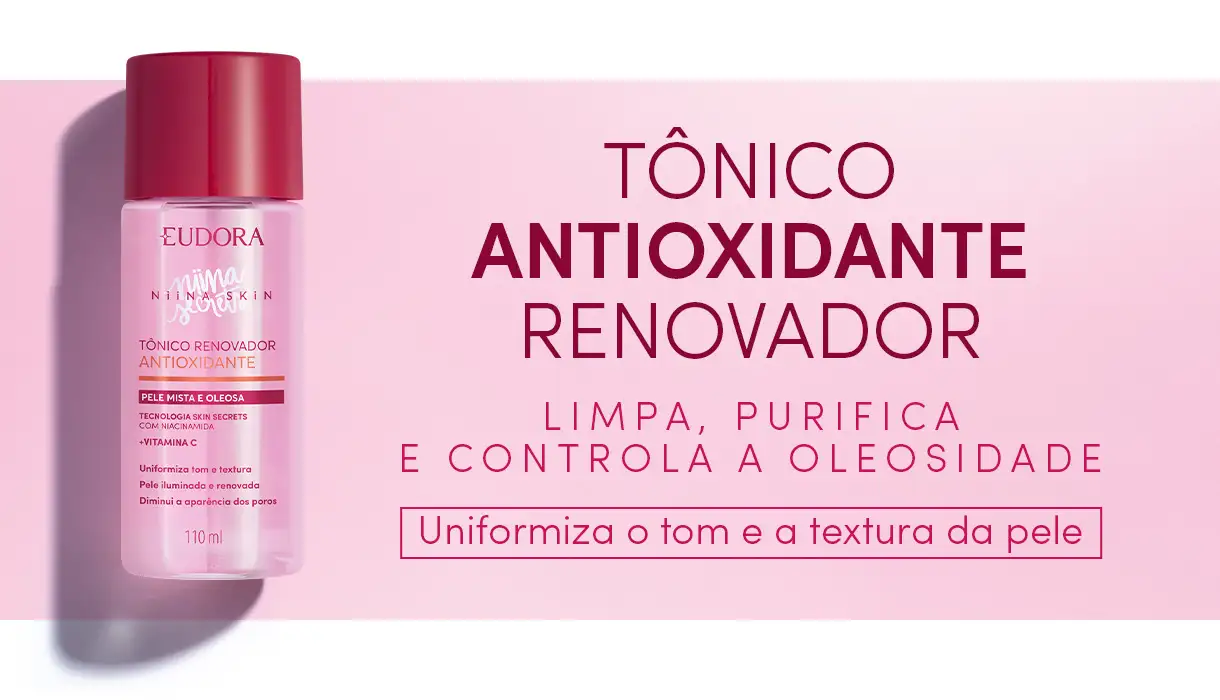 EUDORA
niina
NiiNA SKiN
secrets
TÔNICO RENOVADOR
ANTIOXIDANTE
PELE MISTA E OLEOSA
TECNOLOGIA SKIN SECRETS
COM NIACINAMIDA
+VITAMINA C
Uniformiza tom e textura
Pele iluminada e renovada
Diminui a aparência dos poros
110 ml
TÔNICO
ANTIOXIDANTE
RENOVADOR
LIMPA, PURIFICA
E CONTROLA A OLEOSIDADE
Uniformiza o tom e a textura da pele